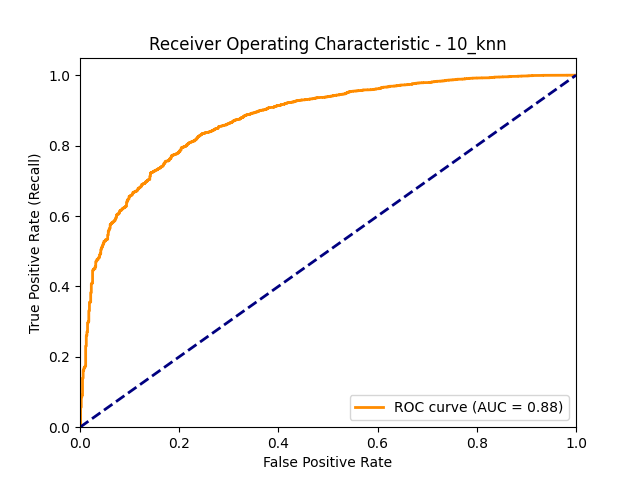 Receiver Operating Characteristic - 10_knn
True Positive Rate (Recall)
1.0
0.8
0.6
0.4
0.2
0.0
0.0 0.2 0.4 0.6 0.8 1.0
False Positive Rate
ROC curve (AUC = 0.88)